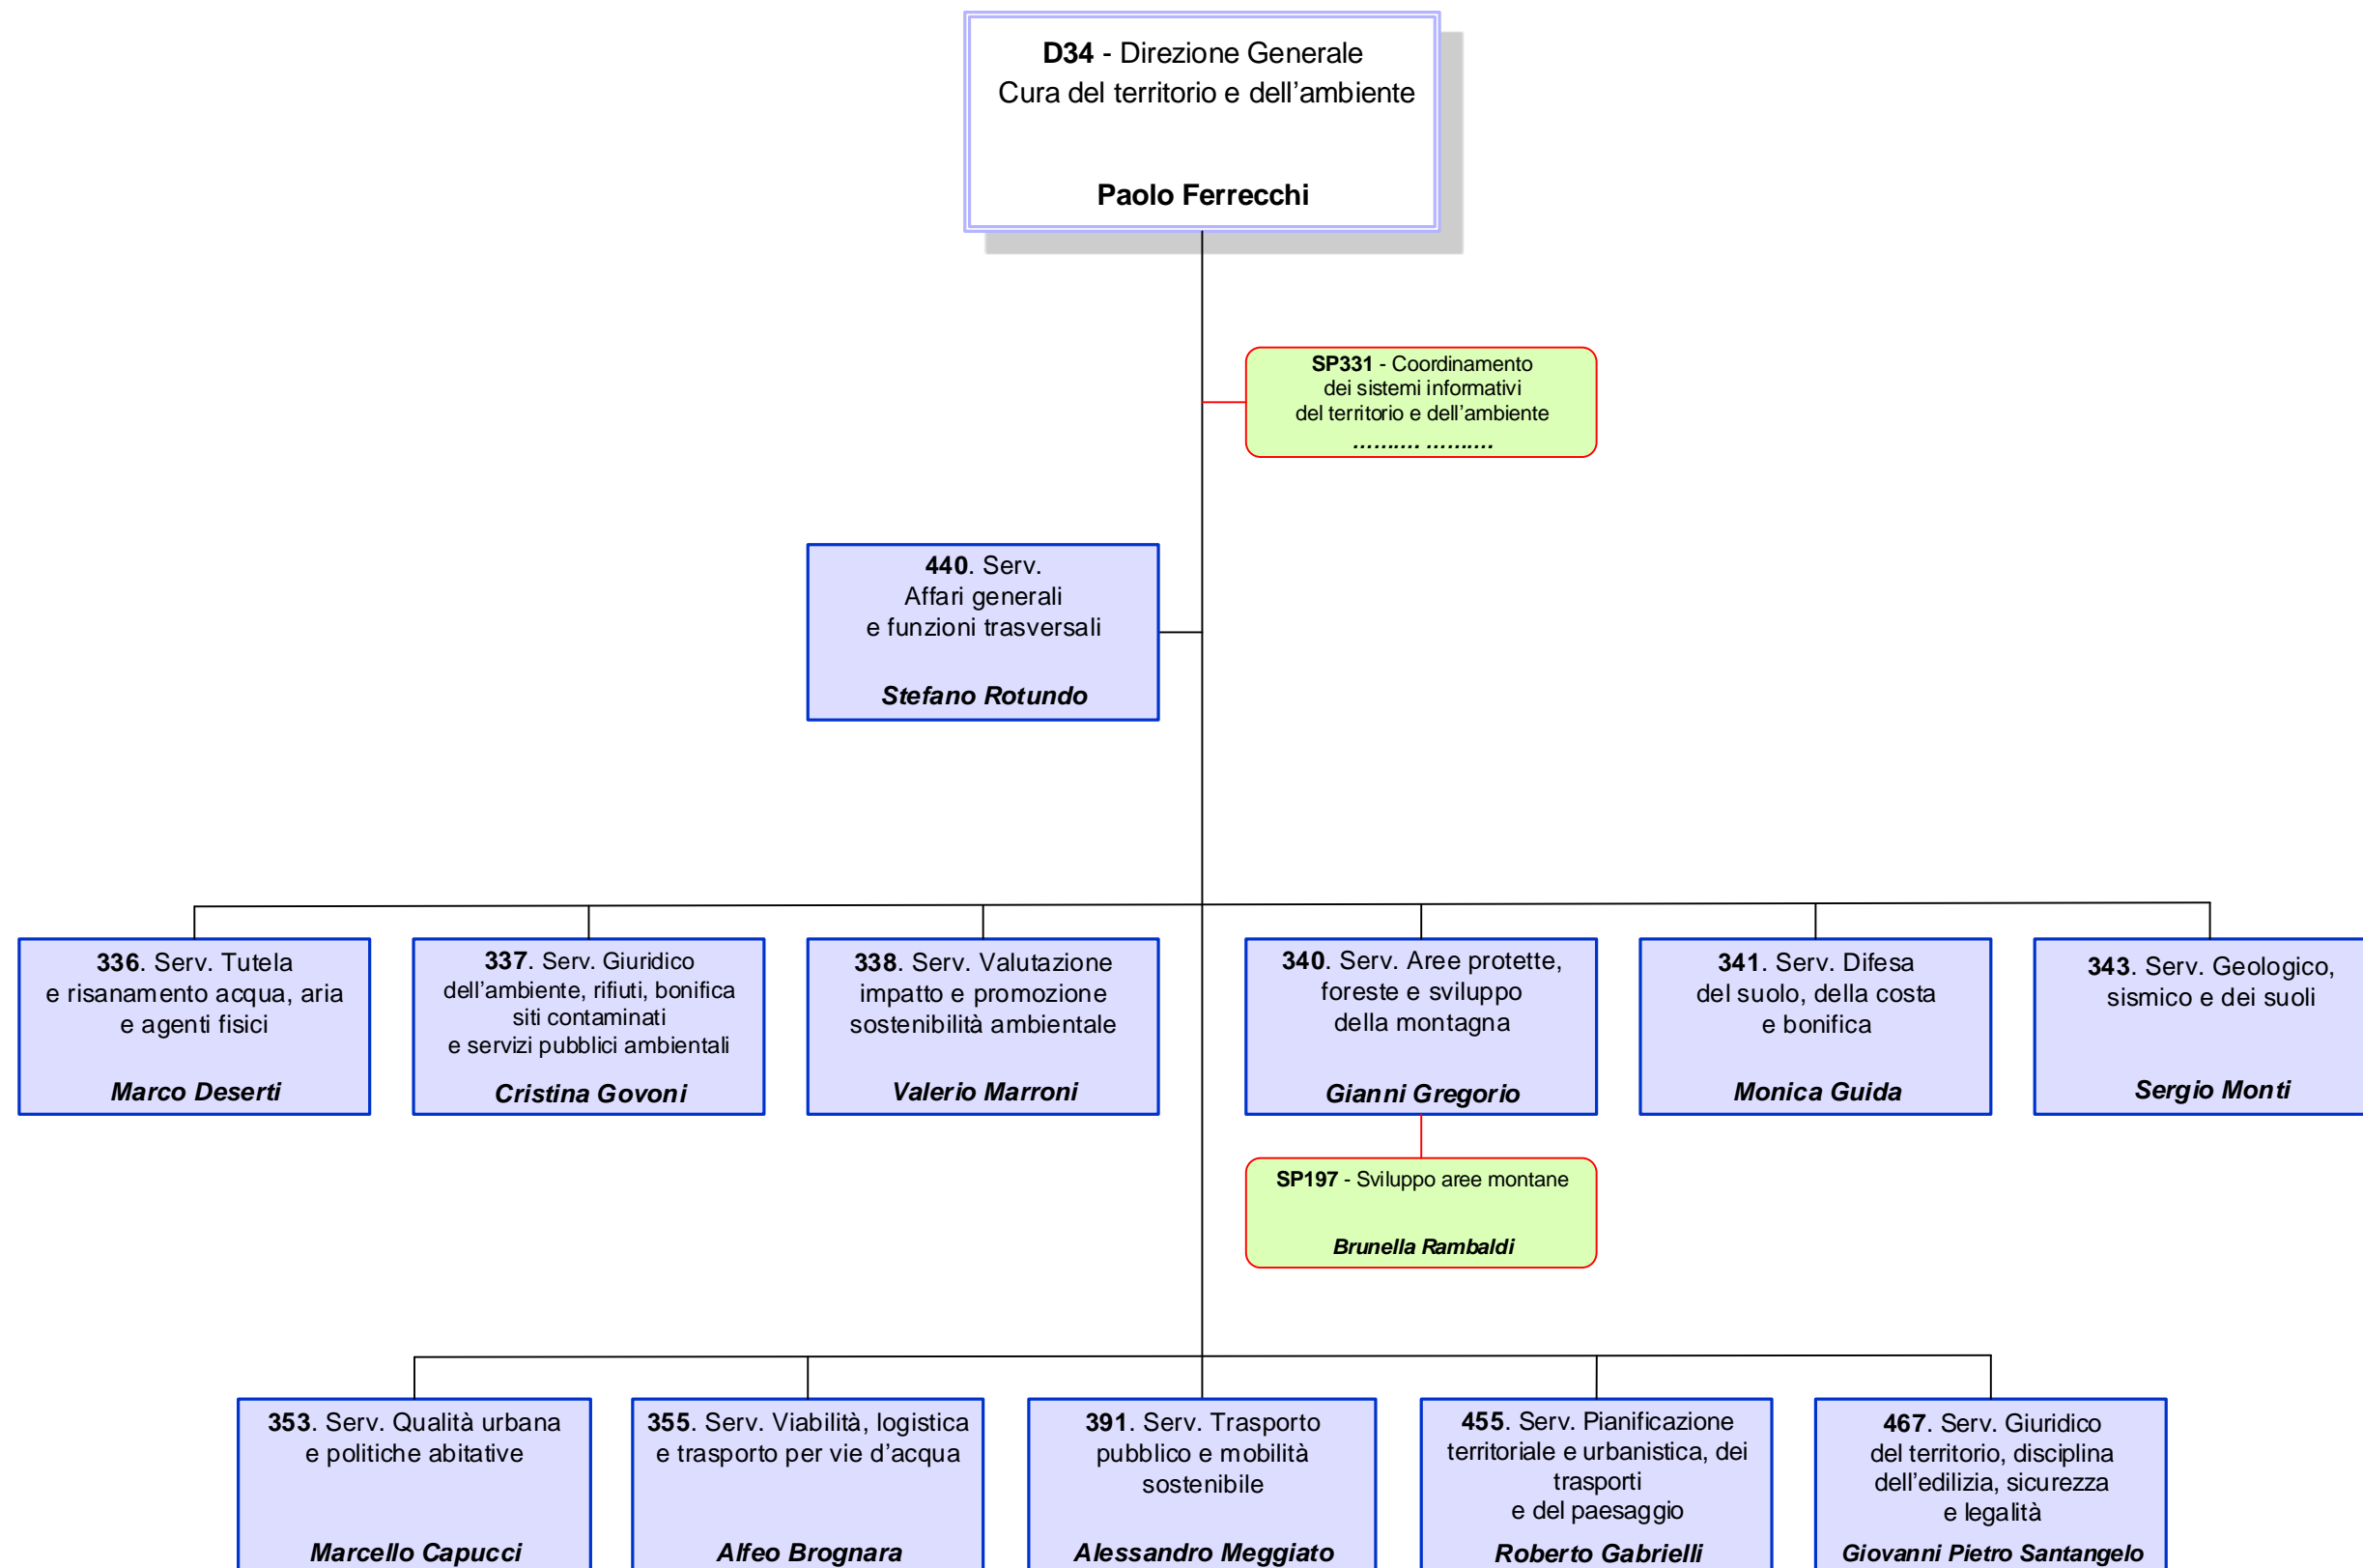 D34 - Direzione Generale
Cura del territorio e dell’ambiente
Paolo Ferrecchi
SP331 - Coordinamento
dei sistemi informativi
del territorio e dell’ambiente
………. ……….
440. Serv.
Affari generali
e funzioni trasversali
Stefano Rotundo
336. Serv. Tutela
e risanamento acqua, aria
e agenti fisici
Marco Deserti
337. Serv. Giuridico
dell’ambiente, rifiuti, bonifica
siti contaminati
e servizi pubblici ambientali
Cristina Govoni
338. Serv. Valutazione
impatto e promozione
sostenibilità ambientale
Valerio Marroni
340. Serv. Aree protette,
foreste e sviluppo
della montagna
Gianni Gregorio
341. Serv. Difesa
del suolo, della costa
e bonifica
Monica Guida
343. Serv. Geologico,
sismico e dei suoli
Sergio Monti
SP197 - Sviluppo aree montane
Brunella Rambaldi
353. Serv. Qualità urbana
e politiche abitative
Marcello Capucci
355. Serv. Viabilità, logistica
e trasporto per vie d’acqua
Alfeo Brognara
391. Serv. Trasporto
pubblico e mobilità
sostenibile
Alessandro Meggiato
455. Serv. Pianificazione
territoriale e urbanistica, dei
trasporti
e del paesaggio
Roberto Gabrielli
467. Serv. Giuridico
del territorio, disciplina
dell’edilizia, sicurezza
e legalità
Giovanni Pietro Santangelo